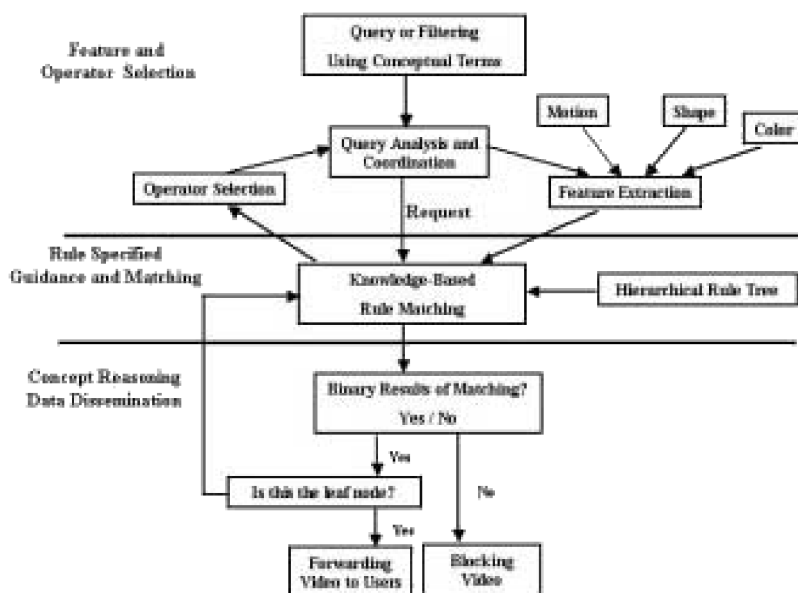 Query or Filtering
Using Conceptual Terms
Feature and
Operator Selection
Motion
Shape
Color
Query Analysis and
Coordination
Operator Selection
Feature Extraction
Request
Rule Specified
Guidance and Matching
Knowledge-Based
Rule Matching
Hierarchical Rule Tree
Concept Reasoning
Data Dissemination
Binary Results of Matching?
Yes / No
Yes
Is this the leaf node?
No
Yes
Forwarding
Video to Users
Blocking
Video